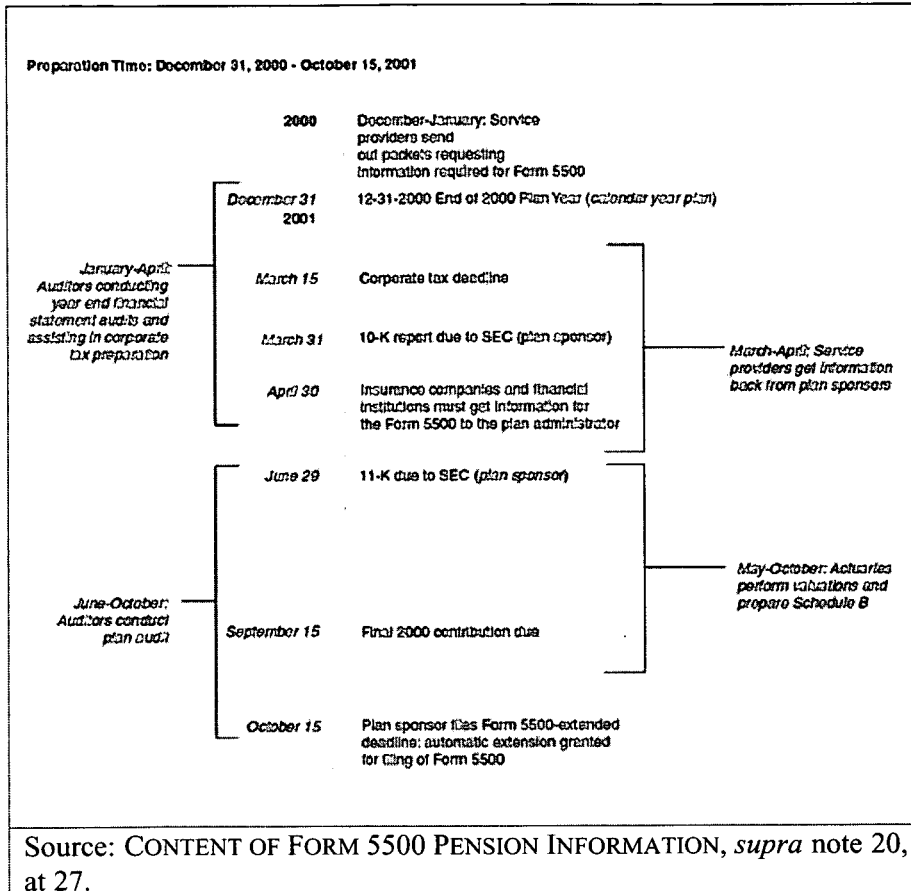 Preparation Time: December 31, 2000 - October 15, 2001
2000
December-January: Service
providers send
out packets requesting
information required for Form 5500
December 31
12-31-2000 End of 2000 Plan Year (calendar year plan)
2001
January-April:
Auditors conducting
year end financial
statement audits and
assisting in corporate
tax preparation
March 15
Corporate tax deadline
March 31
10-K report due to SEC (plan sponsor)
April 30
Insurance companies and financial
institutions must get information for
the Form 5500 to the plan administrator
March-April: Service
providers get information
back from plan sponsors
June 29
11-K due to SEC (plan sponsor)
May-October: Actuaries
perform valuations and
prepare Schedule B
June-October:
Auditors conduct
plan audit
September 15
Final 2000 contribution due
October 15
Plan sponsor files Form 5500-extended
deadline: automatic extension granted
for filing of Form 5500
Source: CONTENT OF FORM 5500 PENSION INFORMATION, supra note 20,
at 27.